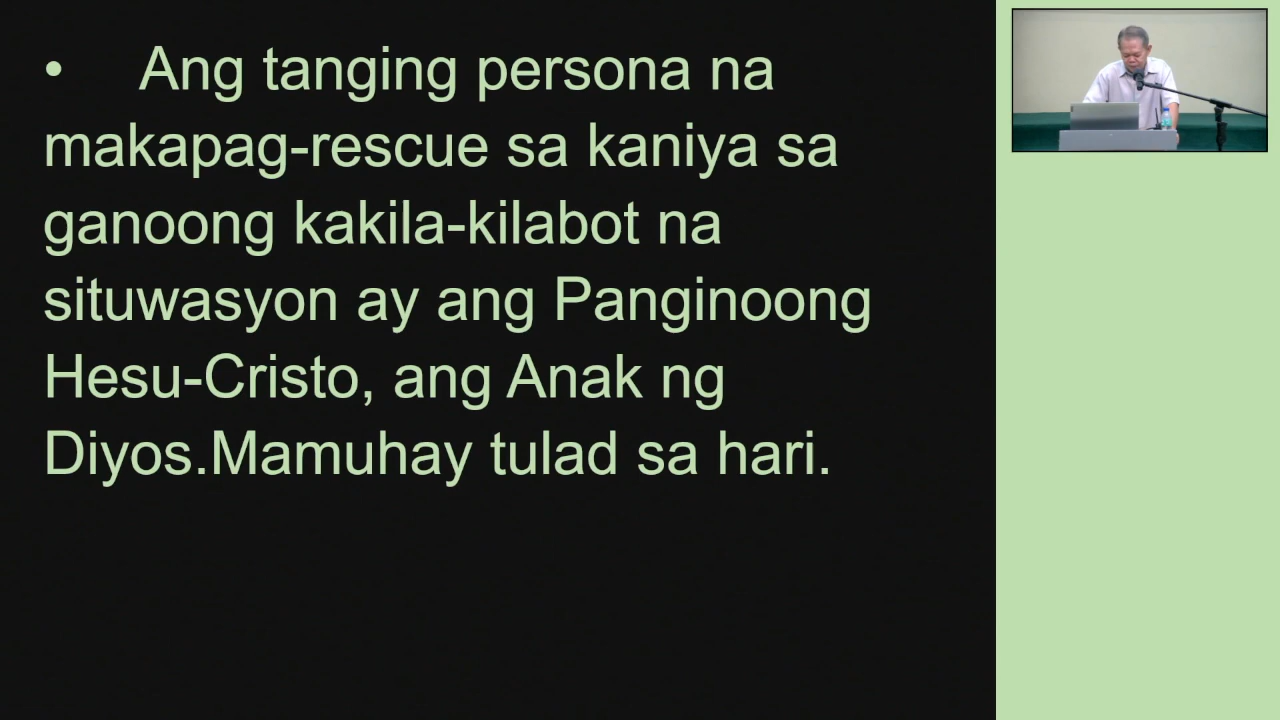 • Ang tanging persona na
makapag-rescue sa kaniya sa
ganoong kakila-kilabot na
situwasyon ay ang Panginoong
Hesu-Cristo, ang Anak ng
Diyos.Mamuhay tulad sa hari.